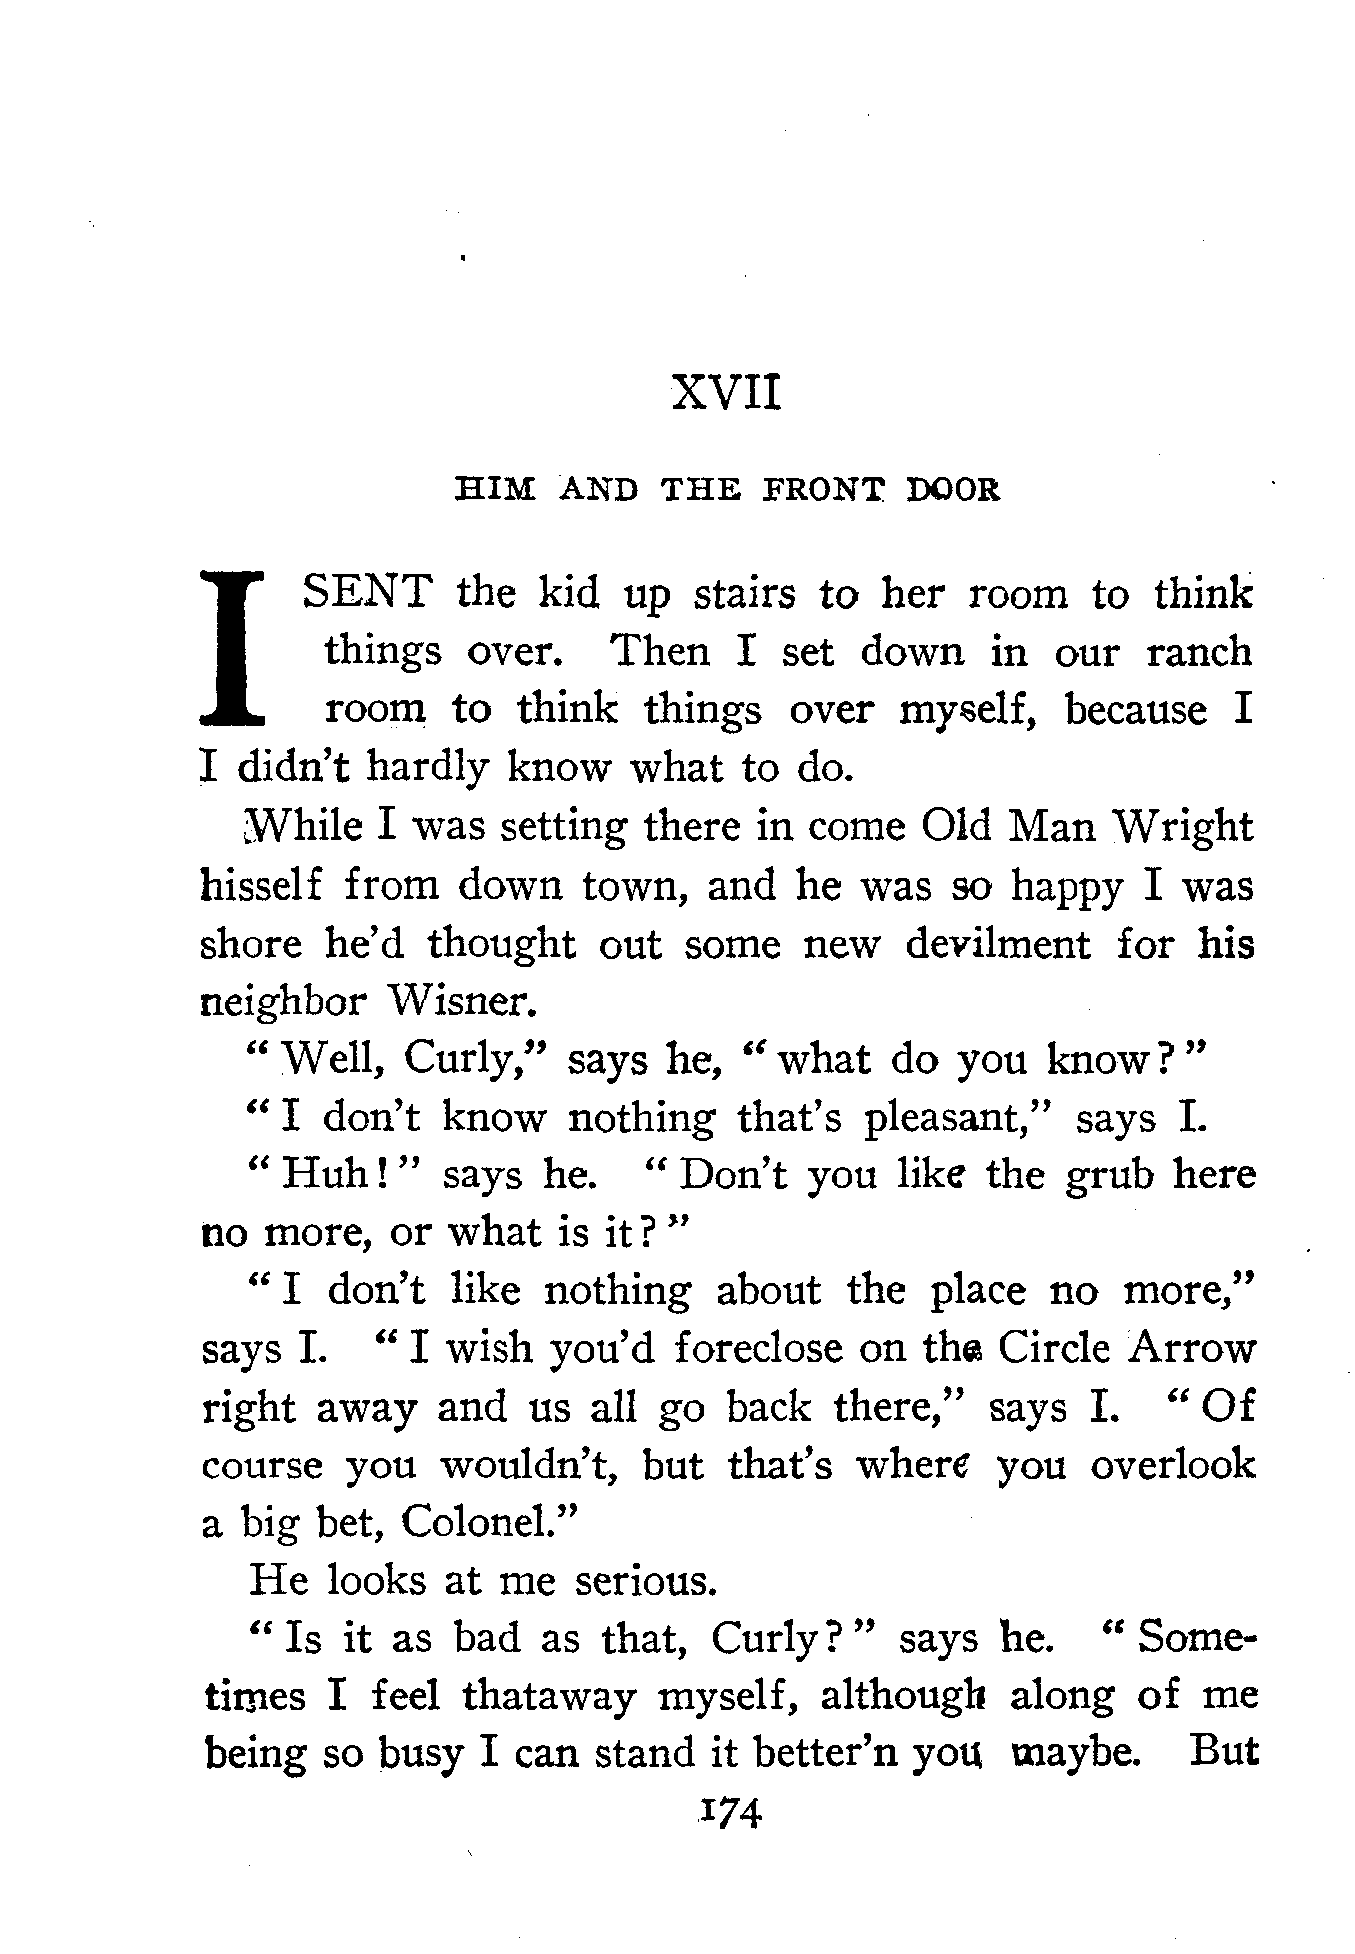 XVII
HIM AND THE FRONT DOOR
I SENT the kid up stairs to her room to think
things over. Then I set down in our ranch
room to think things over myself, because I
I didn't hardly know what to do.
While I was setting there in come Old Man Wright
hisself from down town, and he was so happy I was
shore he'd thought out some new devilment for his
neighbor Wisner.
“Well, Curly,” says he, “what do you know?”
“I don't know nothing that's pleasant,” says I.
“Huh!” says he. “Don't you like the grub here
no more, or what is it?”
“I don't like nothing about the place no more,”
says I. “I wish you'd foreclose on the Circle Arrow
right away and us all go back there,” says I. “Of
course you wouldn't, but that's where you overlook
a big bet, Colonel.”
He looks at me serious.
“Is it as bad as that, Curly?” says he. “Some-
times I feel thataway myself, although along of me
being so busy I can stand it better'n you maybe. But
174